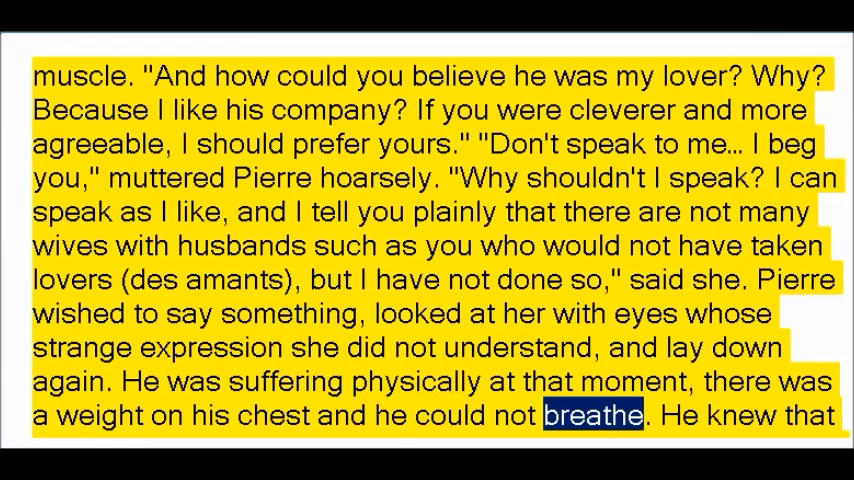 muscle. "And how could you believe he was my lover? Why?
Because I like his company? If you were cleverer and more
agreeable, I should prefer yours." "Don't speak to me... I beg
you," muttered Pierre hoarsely. "Why shouldn't I speak? I can
speak as I like, and I tell you plainly that there are not many
wives with husbands such as you who would not have taken
lovers (des amants), but I have not done so," said she. Pierre
wished to say something, looked at her with eyes whose
strange expression she did not understand, and lay down
again. He was suffering physically at that moment, there was
a weight on his chest and he could not breathe. He knew that